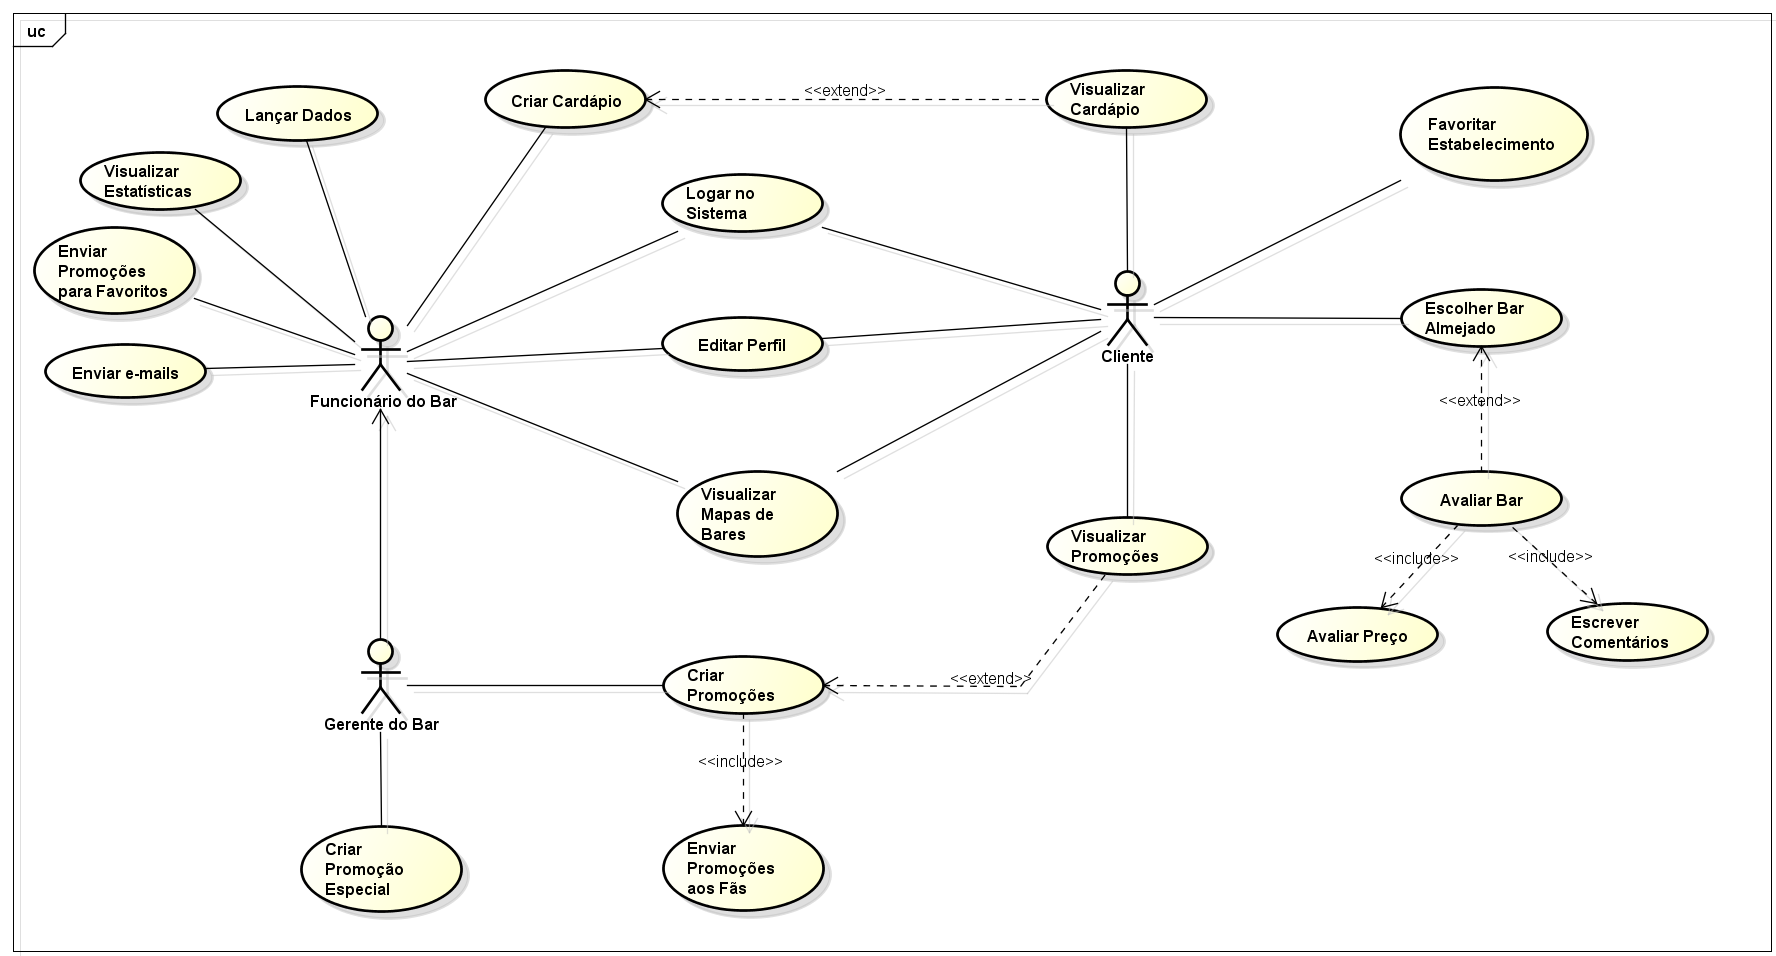 uc
Lançar Dados
Criar Cardápio
<<extend>>
Visualizar
Cardápio
Favoritar
Estabelecimento
Visualizar
Estatísticas
Logar no
Sistema
Enviar
Promoções
para Favoritos
Escolher Bar
Almejado
Editar Perfil
Cliente
Enviar e-mails
Funcionário do Bar
<<extend>>
Visualizar
Mapas de
Bares
Avaliar Bar
Visualizar
Promoções
<<include>>
<<include>>
Avaliar Preço
Escrever
Comentários
Criar
Promoções
<<extend>>
Gerente do Bar
<<include>>
Criar
Promoção
Especial
Enviar
Promoções
aos Fãs